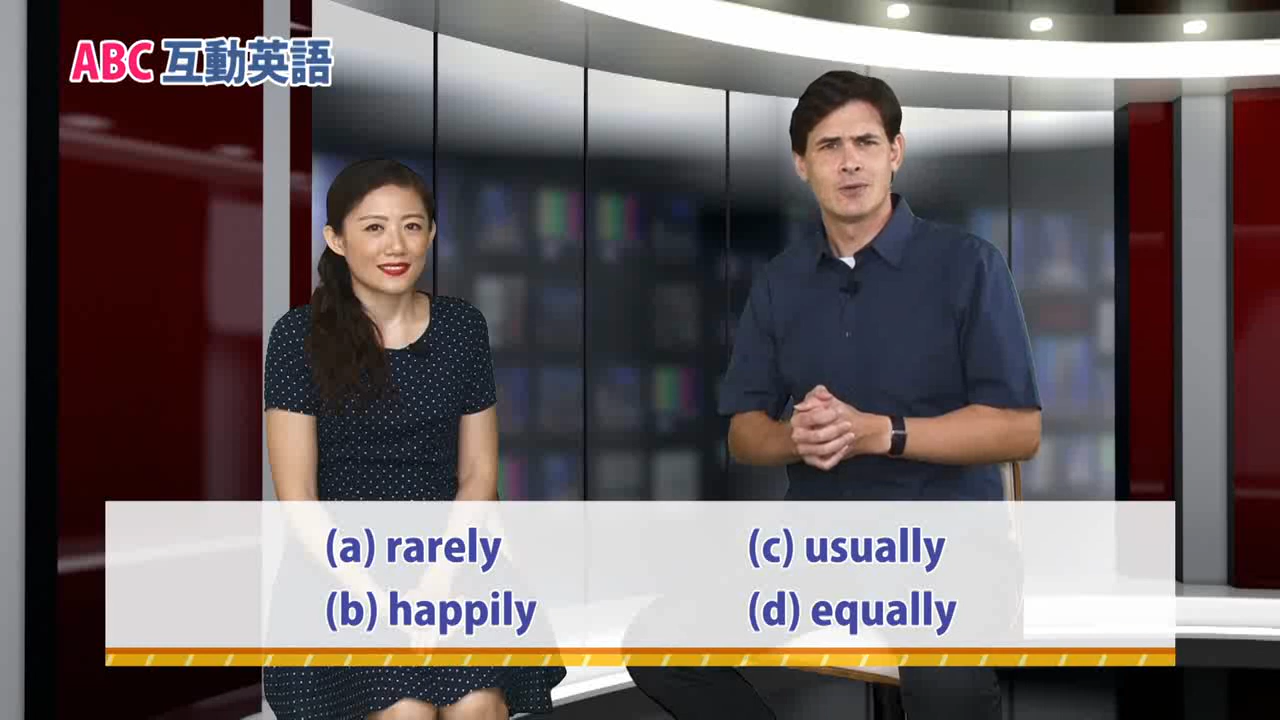 ABC 互動英語
(a) rarely
(c) usually
(b) happily
(d) equally